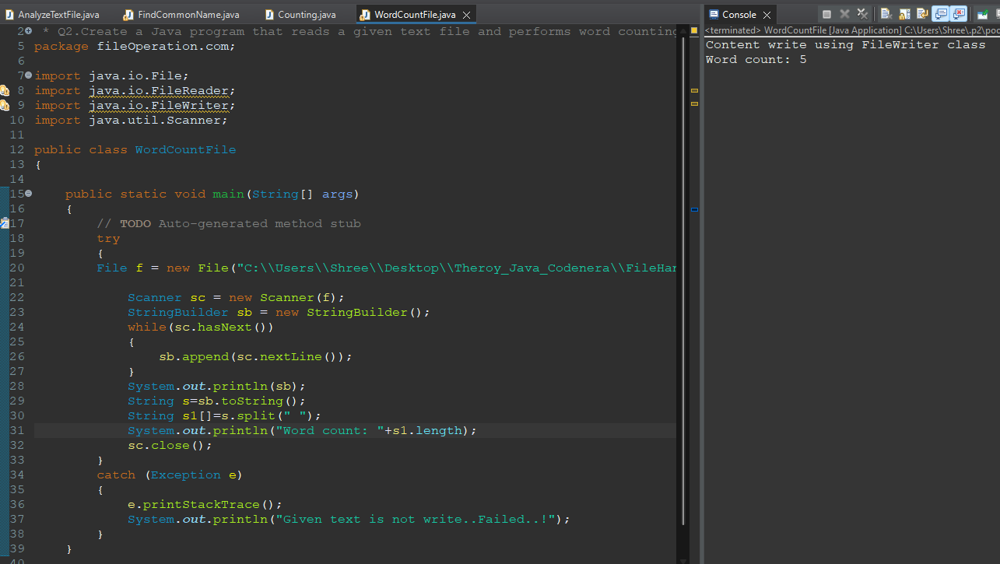 AnalyzeTextFile.java FindCommonName.java Counting.java WordCountFile.java
2 * Q2.Create a Java program that reads a given text file and performs word counting
5 package fileOperation.com;
6
7 import java.io.File;
8 import java.io.FileReader;
9 import java.io.FileWriter;
10 import java.util.Scanner;
11
12 public class WordCountFile
13 {
14
15 public static void main(String[] args)
16 {
17 // TODO Auto-generated method stub
18 try
19 {
20 File f = new File("C:\\Users\\Shree\\Desktop\\Theroy_Java_Codenera\\FileHan
21
22 Scanner sc = new Scanner(f);
23 StringBuilder sb = new StringBuilder();
24 while(sc.hasNext())
25 {
26 sb.append(sc.nextLine());
27 }
28 System.out.println(sb);
29 String s=sb.toString();
30 String s1[]=s.split(" ");
31 System.out.println("Word count: "+s1.length);
32 sc.close();
33 }
34 catch (Exception e)
35 {
36 e.printStackTrace();
37 System.out.println("Given text is not write..Failed..!");
38 }
39 }
40
Console
<terminated> WordCountFile [Java Application] C:\Users\Shree\.p2\poo
Content write using FileWriter class
Word count: 5